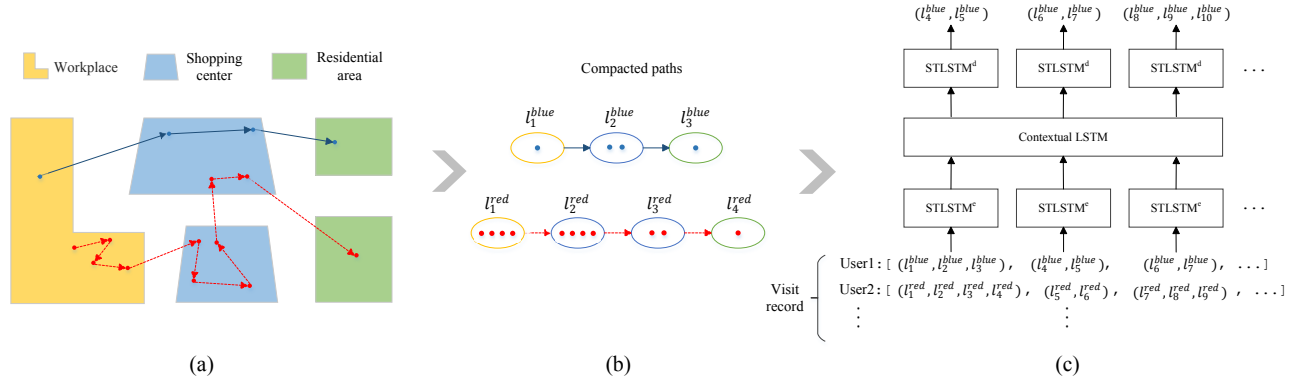 Workplace
Shopping
center
Residential
area
(a)
Compacted paths
l_1^{blue} l_2^{blue} l_3^{blue}
l_1^{red} l_2^{red} l_3^{red} l_4^{red}
(b)
(l_4^{blue}, l_5^{blue}) (l_6^{blue}, l_7^{blue}) (l_8^{blue}, l_9^{blue}, l_{10}^{blue})
STLSTM^d STLSTM^d STLSTM^d ...
Contextual LSTM
STLSTM^e STLSTM^e STLSTM^e ...
Visit
record
User1: [ (l_1^{blue}, l_2^{blue}, l_3^{blue}), (l_4^{blue}, l_5^{blue}), (l_6^{blue}, l_7^{blue}), ...]
User2: [ (l_1^{red}, l_2^{red}, l_3^{red}, l_4^{red}), (l_5^{red}, l_6^{red}), (l_7^{red}, l_8^{red}, l_9^{red}), ...]
(c)